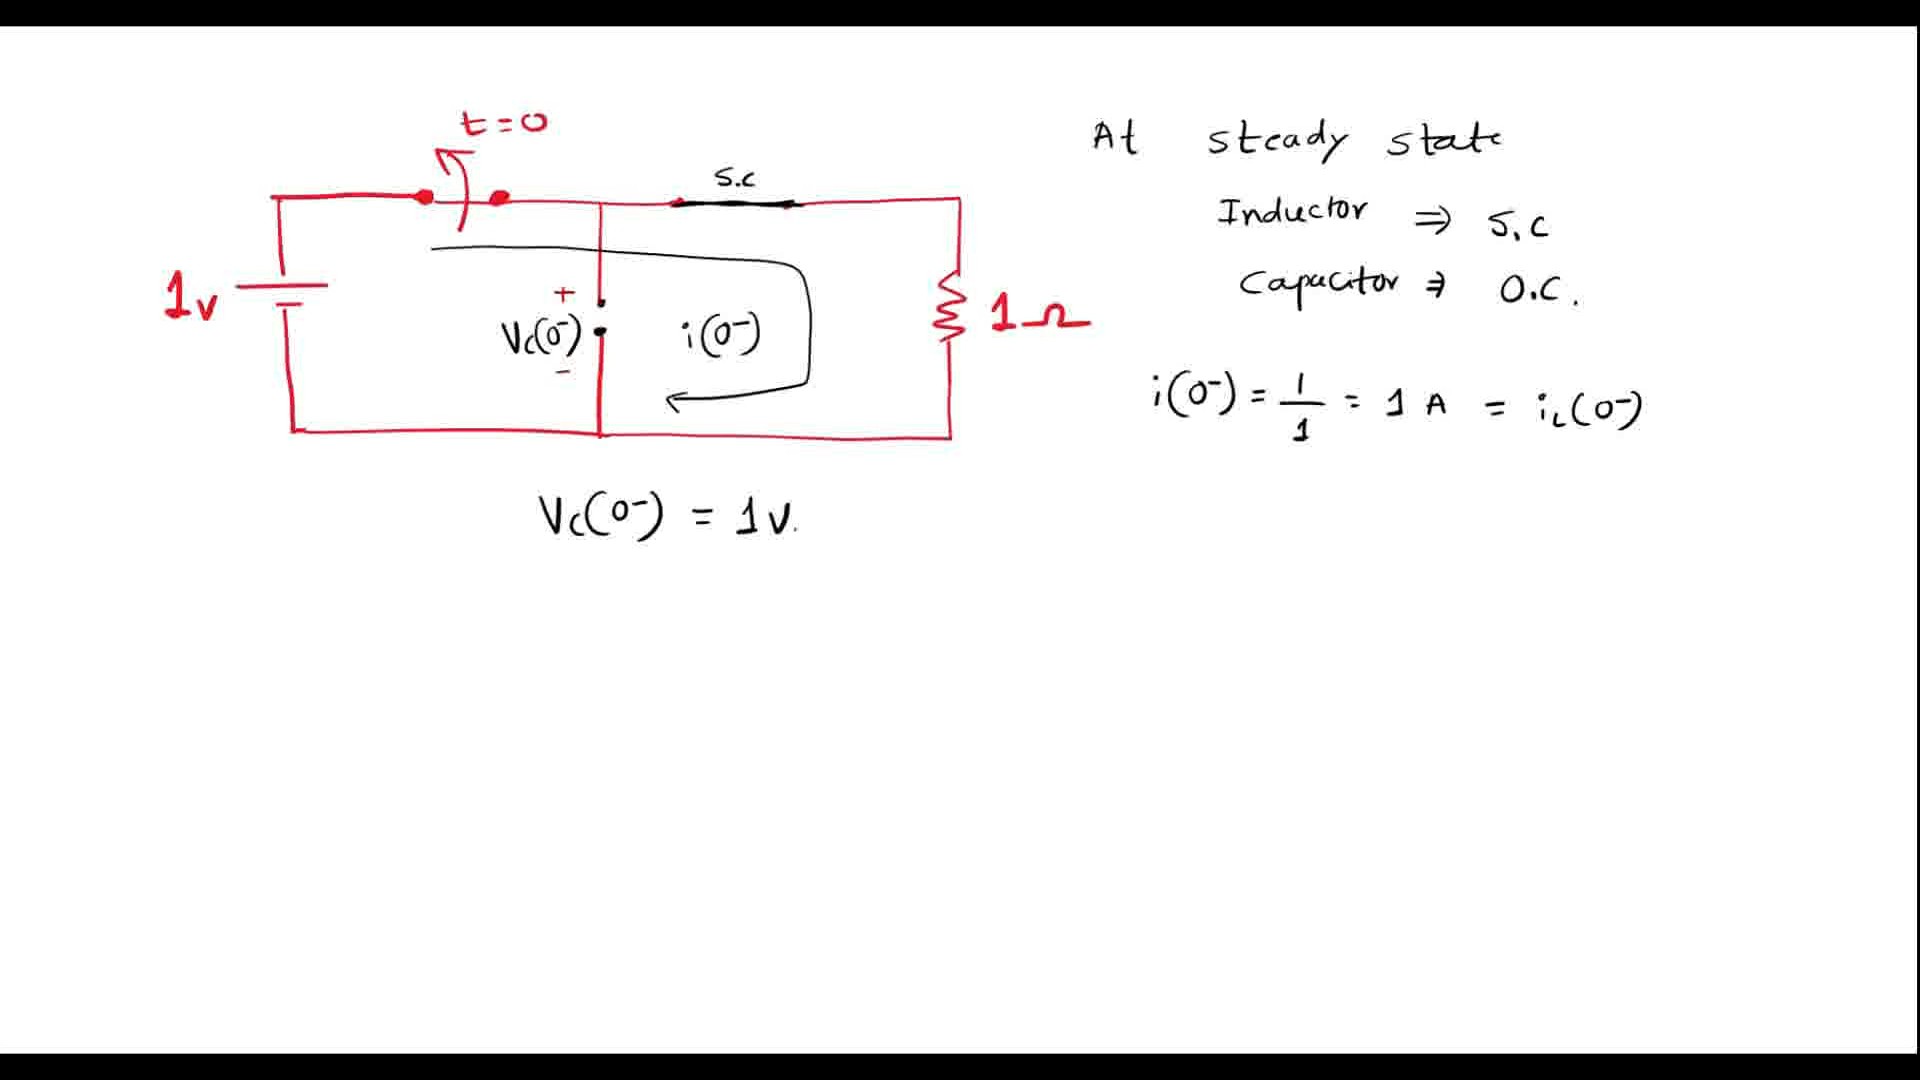 t=0
s.c
1v
+
Vc(0-)
-
i(0-)
1Ω
Vc(0-) = 1v.
At steady state
Inductor ⇒ S.C
Capacitor ⇒ O.C.
i(0-) = 1/1 = 1 A = iL(0-)